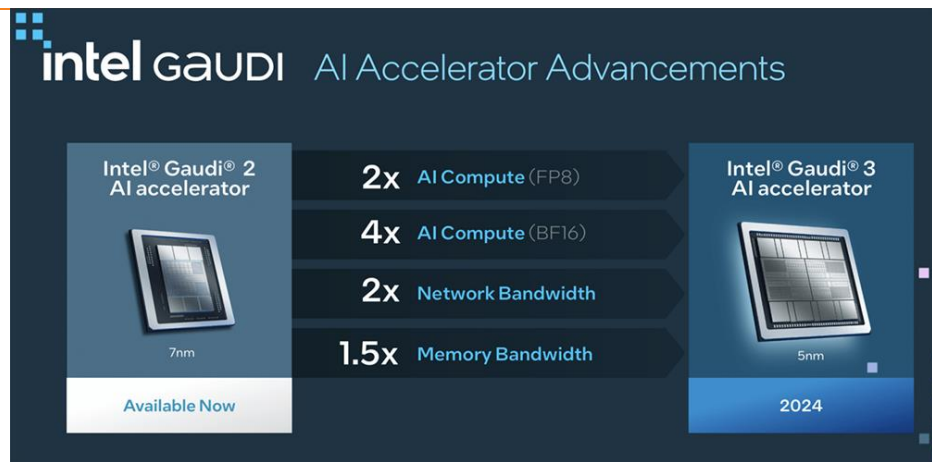 intel GAUDI AI Accelerator Advancements
Intel® Gaudi® 2
AI accelerator
7nm
Available Now
2x AI Compute (FP8)
4x AI Compute (BF16)
2x Network Bandwidth
1.5x Memory Bandwidth
Intel® Gaudi® 3
AI accelerator
5nm
2024